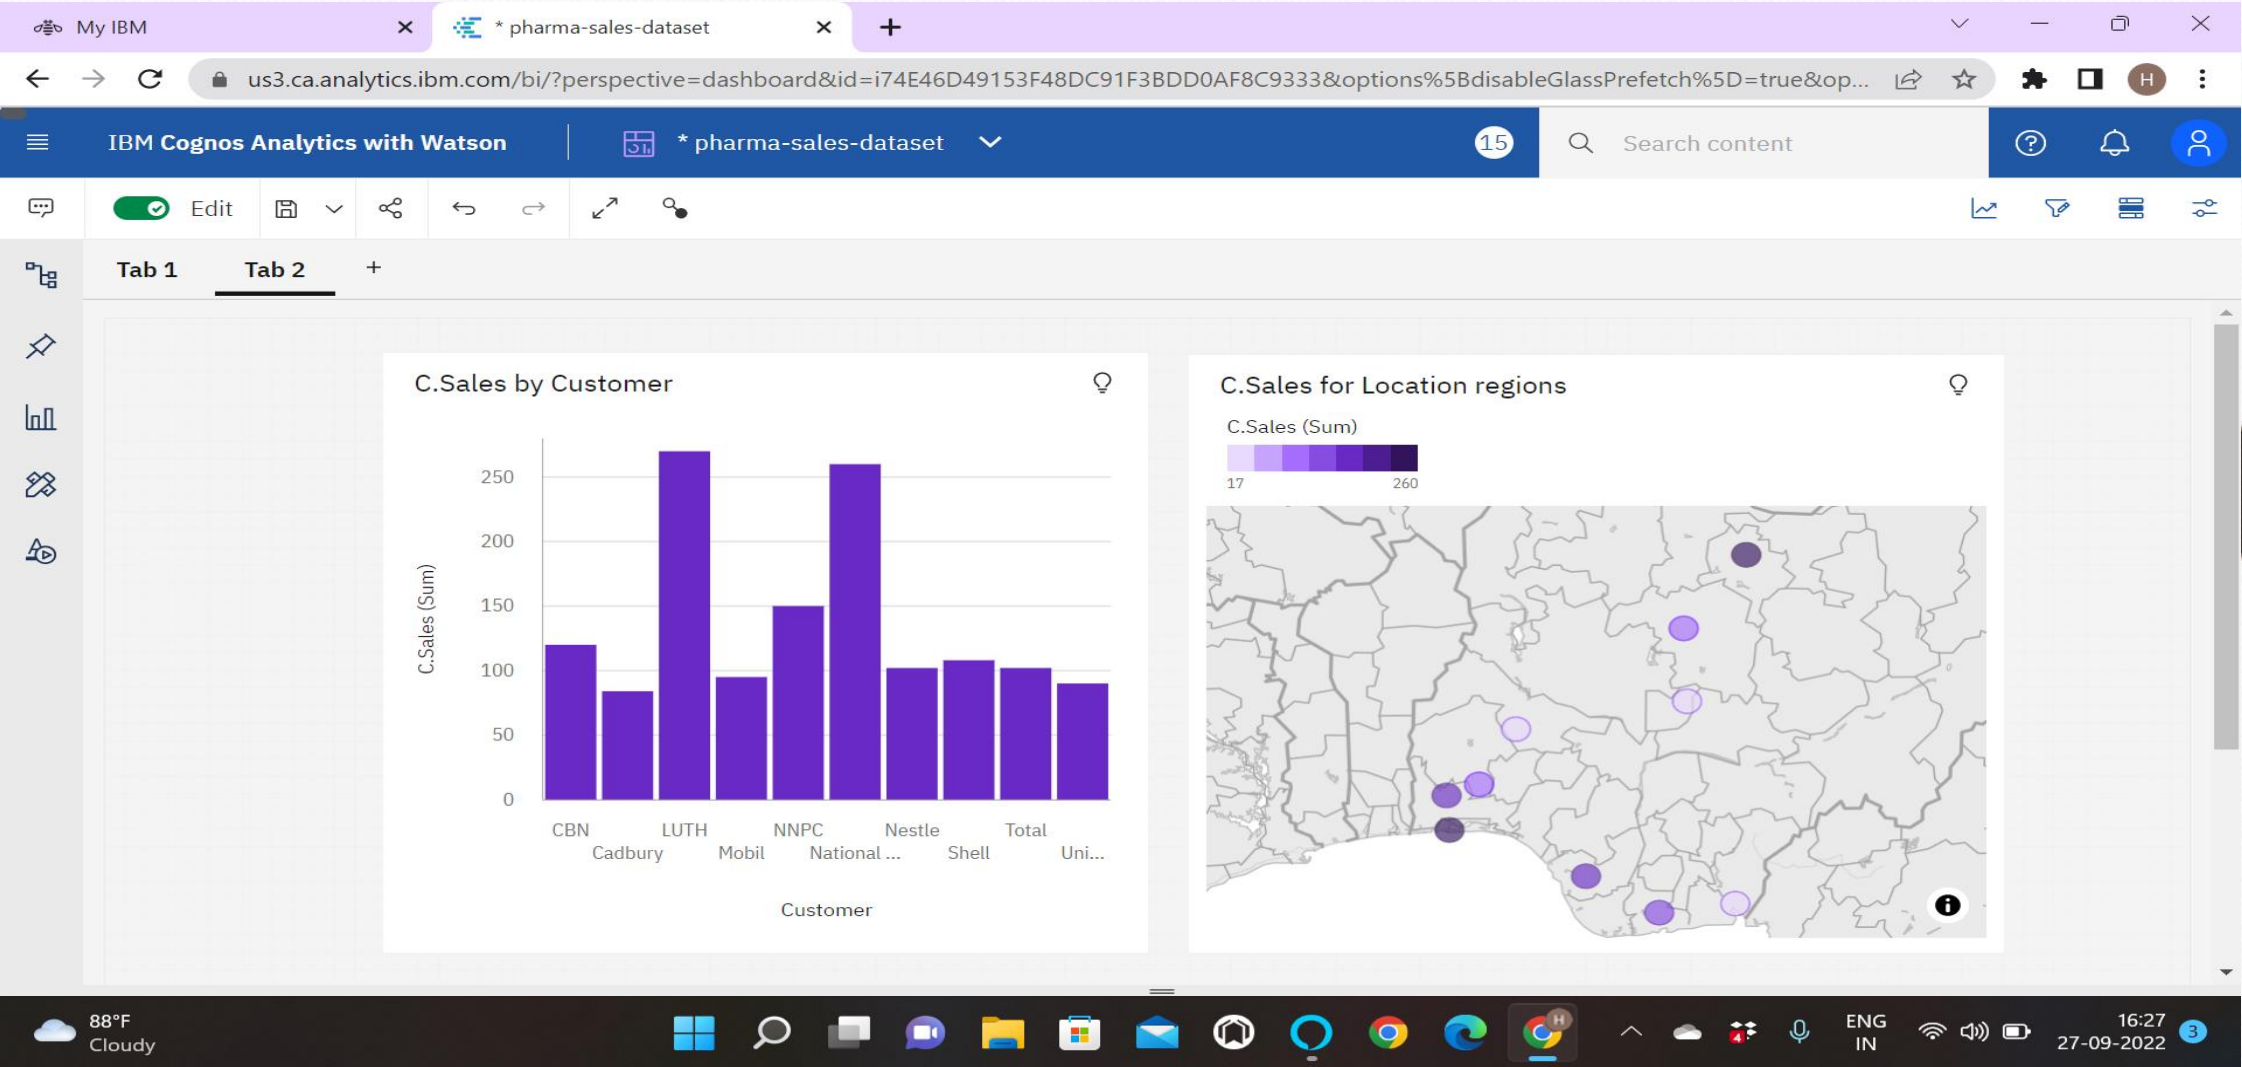 My IBM
* pharma-sales-dataset
us3.ca.analytics.ibm.com/bi/?perspective=dashboard&id=i74E46D49153F48DC91F3BDD0AF8C9333&options%5BdisableGlassPrefetch%5D=true&op...
H
IBM Cognos Analytics with Watson
* pharma-sales-dataset
15
Search content
Edit
Tab 1
Tab 2
C.Sales by Customer
C.Sales (Sum)
250
200
150
100
50
0
CBN
Cadbury
LUTH
Mobil
NNPC
National ...
Nestle
Shell
Total
Uni...
Customer
C.Sales for Location regions
C.Sales (Sum)
17
260
88°F
Cloudy
H
4
ENG
IN
16:27
27-09-2022
3